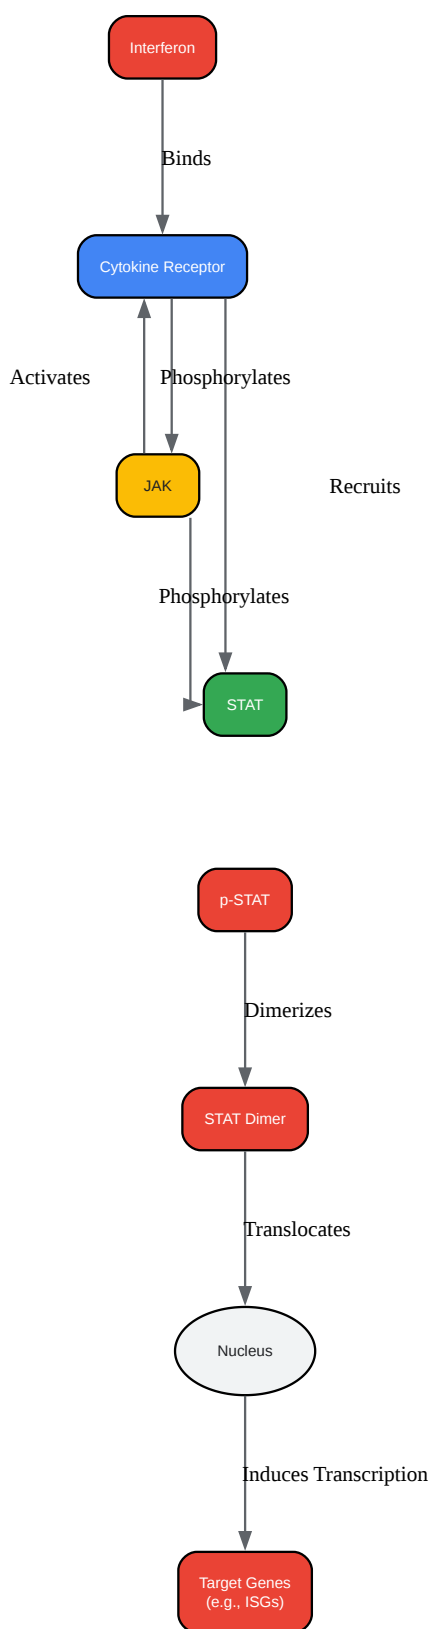 Interferon
Binds
Cytokine Receptor
Activates
Phosphorylates
JAK
Recruits
Phosphorylates
STAT
p-STAT
Dimerizes
STAT Dimer
Translocates
Nucleus
Induces Transcription
Target Genes
(e.g., ISGs)